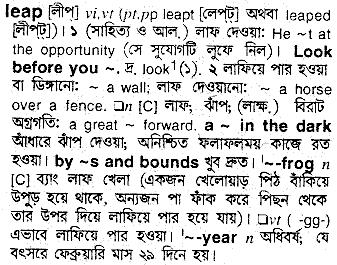 leap [লীপ্] vi,vt (pt,pp leapt [লেপ্‌ট্] অথবা leaped
[লীপ্‌ট্])। ১ (সাহিত্য ও আল.) লাফ দেওয়া: He ~t at
the opportunity (সে সুযোগটি লুফে নিল)। Look
before you ~. দ্র. look¹(১). ২ লাফিয়ে পার হওয়া
বা ডিঙানো: ~ a wall; লাফ দেওয়ানো: ~ a horse
over a fence. □n [C] লাফ; ঝাঁপ; (লাক্ষ.) বিরাট
অগ্রগতি: a great ~ forward. a ~ in the dark
আঁধারে ঝাঁপ দেওয়া; অনিশ্চিত ফলাফলময় কাজে রত
হওয়া। by ~s and bounds খুব দ্রুত। '~-frog n
[C] ব্যাং লাফ খেলা (একজন খেলোয়াড় পিঠ বাঁকিয়ে
উপুড় হয়ে থাকে, অন্যজন পা ফাঁক করে পিছন থেকে
তার উপর দিয়ে লাফিয়ে পার হয়ে যায়)। □vt ( -gg-)
এভাবে লাফিয়ে পার হওয়া। '~-year n অধিবর্ষ; যে
বৎসরে ফেব্রুয়ারি মাস ২৯ দিনে হয়।